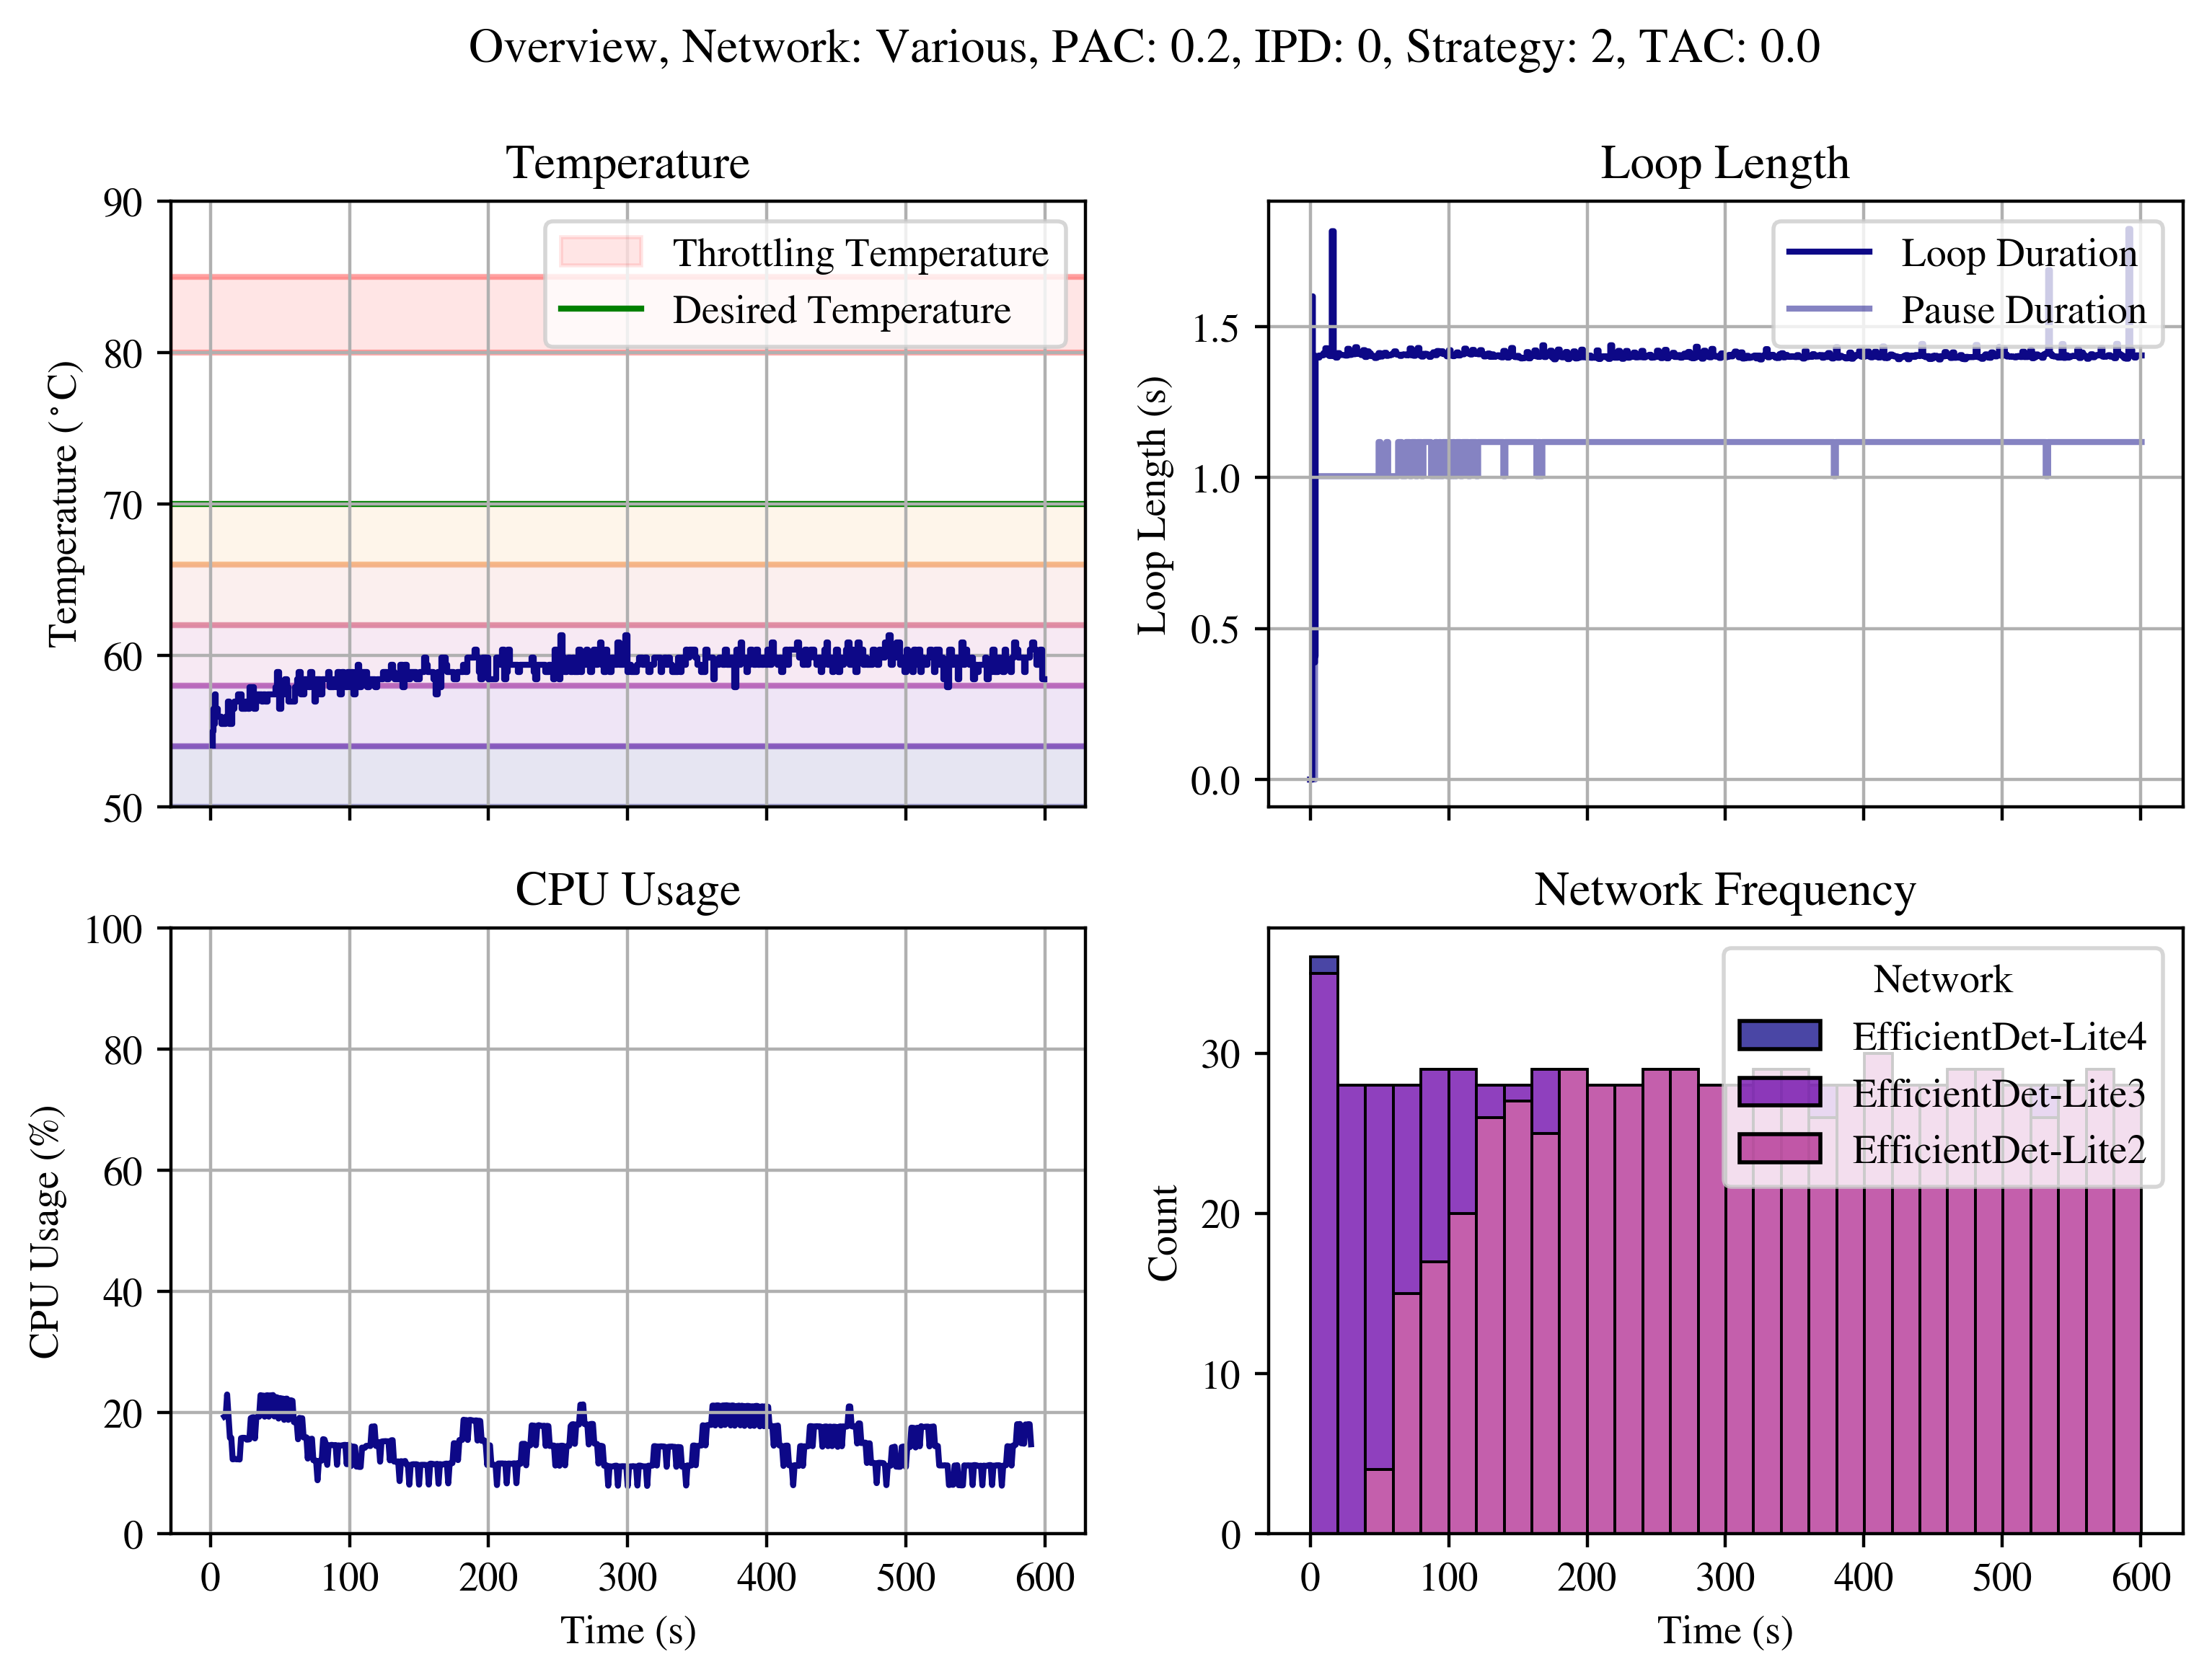 Overview, Network: Various, PAC: 0.2, IPD: 0, Strategy: 2, TAC: 0.0
Temperature
90
80
70
60
50
Temperature (°C)
Throttling Temperature
Desired Temperature
Loop Length
1.5
1.0
0.5
0.0
Loop Length (s)
Loop Duration
Pause Duration
CPU Usage
100
80
60
40
20
0
CPU Usage (%)
0 100 200 300 400 500 600
Time (s)
Network Frequency
30
20
10
0
Count
Network
EfficientDet-Lite4
EfficientDet-Lite3
EfficientDet-Lite2
0 100 200 300 400 500 600
Time (s)